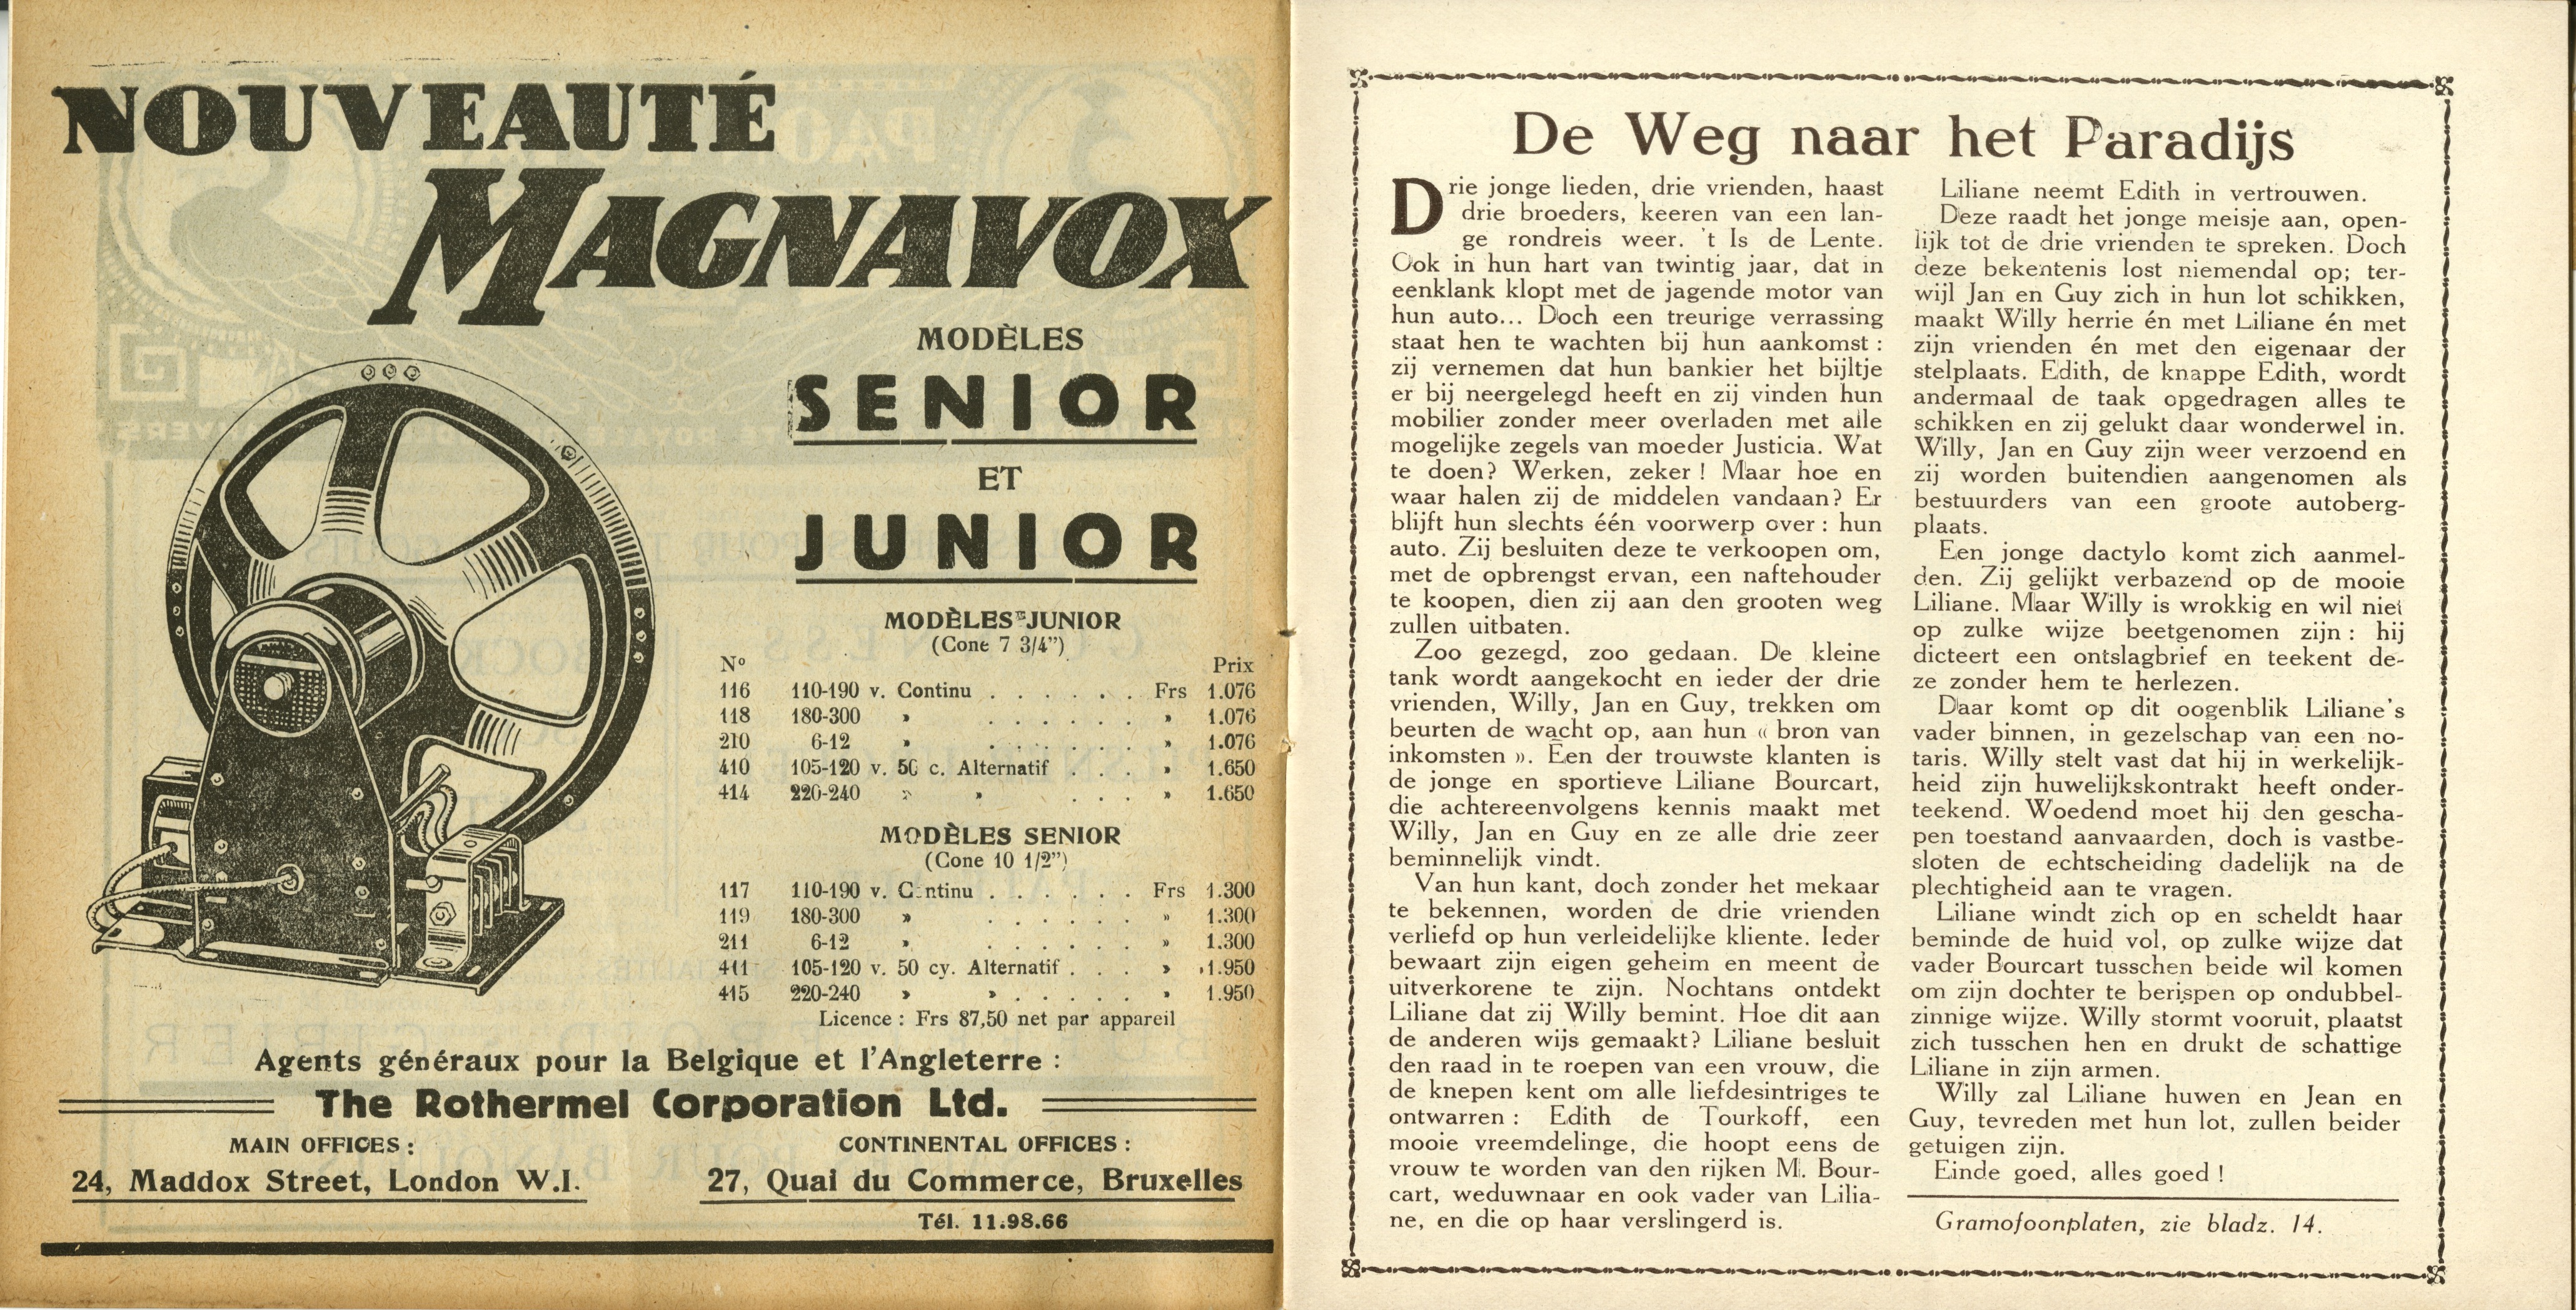 NOUVEAUTÉ
MAGNAVOX
MODÈLES
SENIOR
ET
JUNIOR
MODÈLES JUNIOR
(Cone 7 3/4")
No Prix
116 110-190 v. Continu . . . . . . Frs 1.076
118 180-300 » . . . . . . » 1.076
210 6-12 » . . . . . . » 1.076
410 105-120 v. 50 c. Alternatif . . . » 1.650
414 220-240 » » . . . » 1.650
MODÈLES SENIOR
(Cone 10 1/2")
117 110-190 v. Continu . . . . . . Frs 1.300
119 180-300 » . . . . . . » 1.300
211 6-12 » . . . . . . » 1.300
411 105-120 v. 50 cy. Alternatif . . . » 1.950
415 220-240 » » . . . . . » 1.950
Licence : Frs 87,50 net par appareil
Agents généraux pour la Belgique et l'Angleterre :
The Rothermel Corporation Ltd.
MAIN OFFICES :
24, Maddox Street, London W.I.
CONTINENTAL OFFICES :
27, Quai du Commerce, Bruxelles
Tél. 11.98.66
De Weg naar het Paradijs
Drie jonge lieden, drie vrienden, haast
drie broeders, keeren van een lan-
ge rondreis weer. 't Is de Lente.
Ook in hun hart van twintig jaar, dat in
eenklank klopt met de jagende motor van
hun auto... Doch een treurige verrassing
staat hen te wachten bij hun aankomst :
zij vernemen dat hun bankier het bijltje
er bij neergelegd heeft en zij vinden hun
mobilier zonder meer overladen met alle
mogelijke zegels van moeder Justicia. Wat
te doen? Werken, zeker ! Maar hoe en
waar halen zij de middelen vandaan? Er
blijft hun slechts één voorwerp over : hun
auto. Zij besluiten deze te verkoopen om,
met de opbrengst ervan, een naftehouder
te koopen, dien zij aan den grooten weg
zullen uitbaten.
Zoo gezegd, zoo gedaan. De kleine
tank wordt aangekocht en ieder der drie
vrienden, Willy, Jan en Guy, trekken om
beurten de wacht op, aan hun « bron van
inkomsten ». Een der trouwste klanten is
de jonge en sportieve Liliane Bourcart,
die achtereenvolgens kennis maakt met
Willy, Jan en Guy en ze alle drie zeer
beminnelijk vindt.
Van hun kant, doch zonder het mekaar
te bekennen, worden de drie vrienden
verliefd op hun verleidelijke kliente. Ieder
bewaart zijn eigen geheim en meent de
uitverkorene te zijn. Nochtans ontdekt
Liliane dat zij Willy bemint. Hoe dit aan
de anderen wijs gemaakt? Liliane besluit
den raad in te roepen van een vrouw, die
de knepen kent om alle liefdesintriges te
ontwarren : Edith de Tourkoff, een
mooie vreemdelinge, die hoopt eens de
vrouw te worden van den rijken M. Bour-
cart, weduwnaar en ook vader van Lilia-
ne, en die op haar verslingerd is.
Liliane neemt Edith in vertrouwen.
Deze raadt het jonge meisje aan, open-
lijk tot de drie vrienden te spreken. Doch
deze bekentenis lost niemendal op; ter-
wijl Jan en Guy zich in hun lot schikken,
maakt Willy herrie én met Liliane én met
zijn vrienden én met den eigenaar der
stelplaats. Edith, de knappe Edith, wordt
andermaal de taak opgedragen alles te
schikken en zij gelukt daar wonderwel in.
Willy, Jan en Guy zijn weer verzoend en
zij worden buitendien aangenomen als
bestuurders van een groote autoberg-
plaats.
Een jonge dactylo komt zich aanmel-
den. Zij gelijkt verbazend op de mooie
Liliane. Maar Willy is wrokkig en wil niet
op zulke wijze beetgenomen zijn : hij
dicteert een ontslagbrief en teekent de-
ze zonder hem te herlezen.
Daar komt op dit oogenblik Liliane's
vader binnen, in gezelschap van een no-
taris. Willy stelt vast dat hij in werkelijk-
heid zijn huwelijkskontrakt heeft onder-
teekend. Woedend moet hij den gescha-
pen toestand aanvaarden, doch is vastbe-
sloten de echtscheiding dadelijk na de
plechtigheid aan te vragen.
Liliane windt zich op en scheldt haar
beminde de huid vol, op zulke wijze dat
vader Bourcart tusschen beide wil komen
om zijn dochter te berispen op ondubbel-
zinnige wijze. Willy stormt vooruit, plaatst
zich tusschen hen en drukt de schattige
Liliane in zijn armen.
Willy zal Liliane huwen en Jean en
Guy, tevreden met hun lot, zullen beider
getuigen zijn.
Einde goed, alles goed !
Gramofoonplaten, zie bladz. 14.